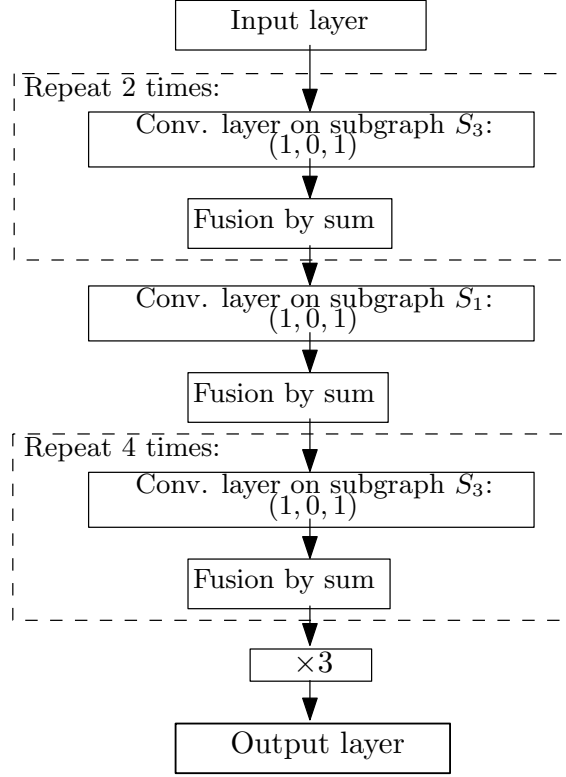 Input layer
Repeat 2 times:
Conv. layer on subgraph S₃:
(1, 0, 1)
Fusion by sum
Conv. layer on subgraph S₁:
(1, 0, 1)
Fusion by sum
Repeat 4 times:
Conv. layer on subgraph S₃:
(1, 0, 1)
Fusion by sum
×3
Output layer